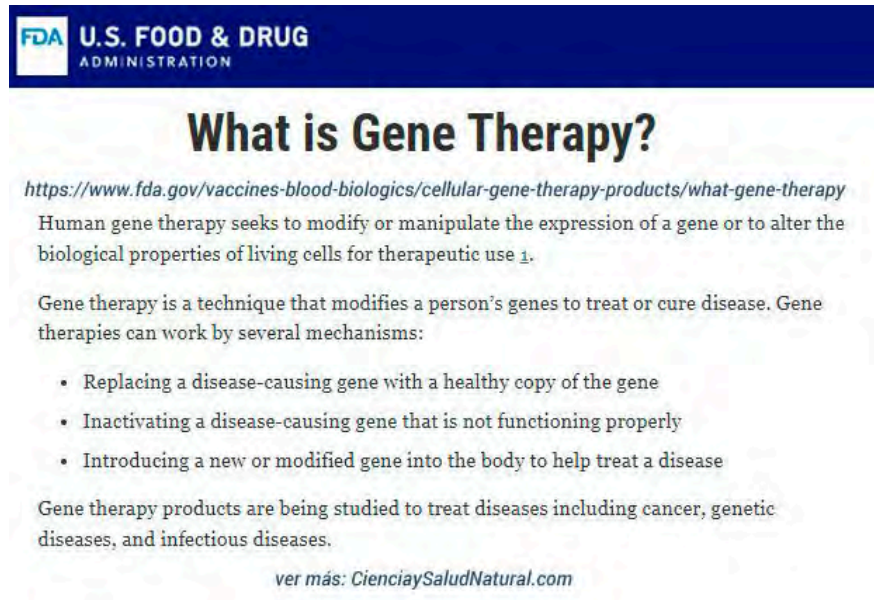 FDA U.S. FOOD & DRUG
ADMINISTRATION
What is Gene Therapy?
https://www.fda.gov/vaccines-blood-biologics/cellular-gene-therapy-products/what-gene-therapy
Human gene therapy seeks to modify or manipulate the expression of a gene or to alter the
biological properties of living cells for therapeutic use 1.
Gene therapy is a technique that modifies a person’s genes to treat or cure disease. Gene
therapies can work by several mechanisms:
• Replacing a disease-causing gene with a healthy copy of the gene
• Inactivating a disease-causing gene that is not functioning properly
• Introducing a new or modified gene into the body to help treat a disease
Gene therapy products are being studied to treat diseases including cancer, genetic
diseases, and infectious diseases.
ver más: CienciaySaludNatural.com